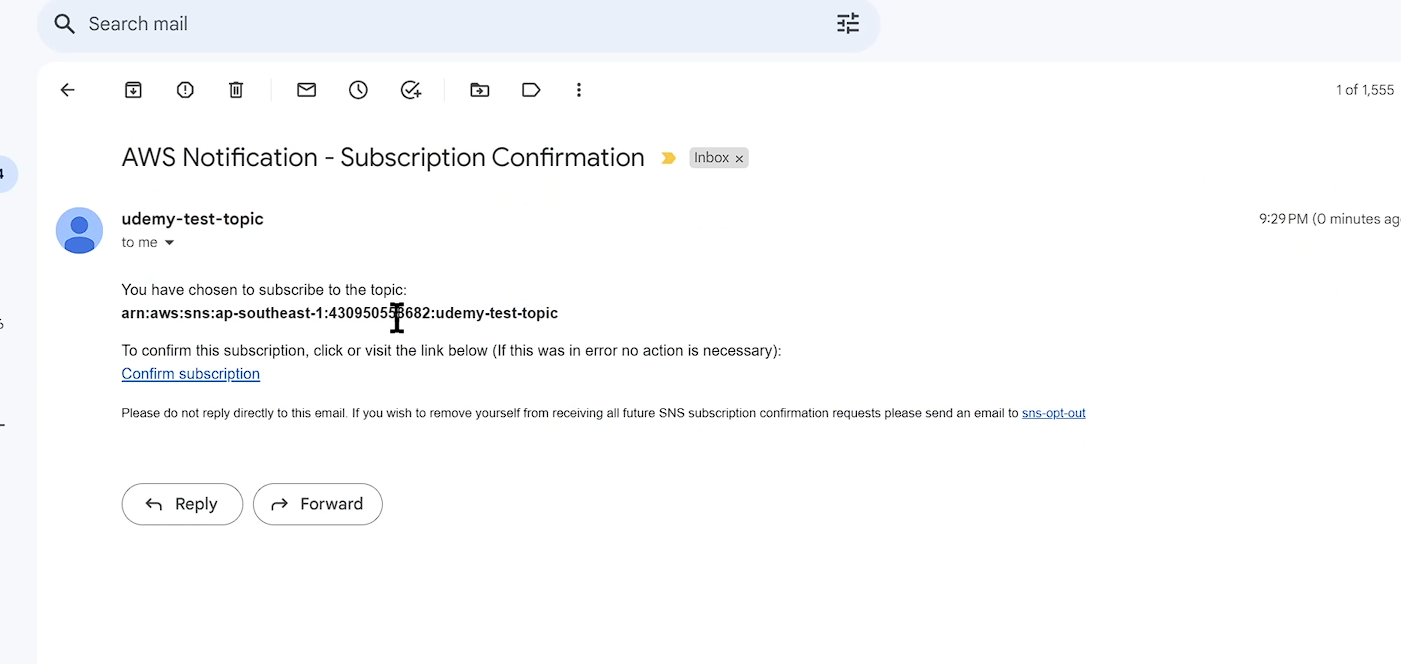 Search mail
1 of 1,555
AWS Notification - Subscription Confirmation Inbox ×
udemy-test-topic
9:29 PM (0 minutes ag
to me
You have chosen to subscribe to the topic:
arn:aws:sns:ap-southeast-1:430950558682:udemy-test-topic
To confirm this subscription, click or visit the link below (If this was in error no action is necessary):
Confirm subscription
Please do not reply directly to this email. If you wish to remove yourself from receiving all future SNS subscription confirmation requests please send an email to sns-opt-out
Reply
Forward